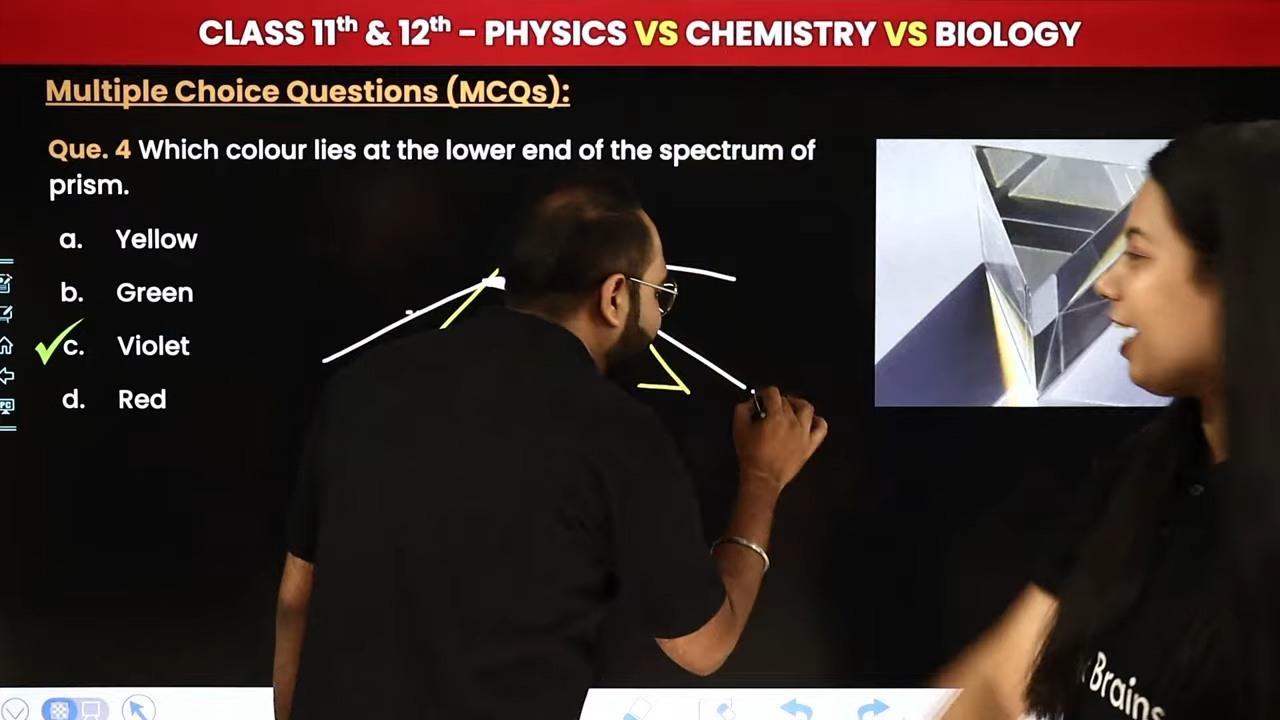 CLASS 11th & 12th – PHYSICS VS CHEMISTRY VS BIOLOGY
Multiple Choice Questions (MCQs):
Que. 4 Which colour lies at the lower end of the spectrum of
prism.
a. Yellow
b. Green
c. Violet
d. Red
PC
Brains